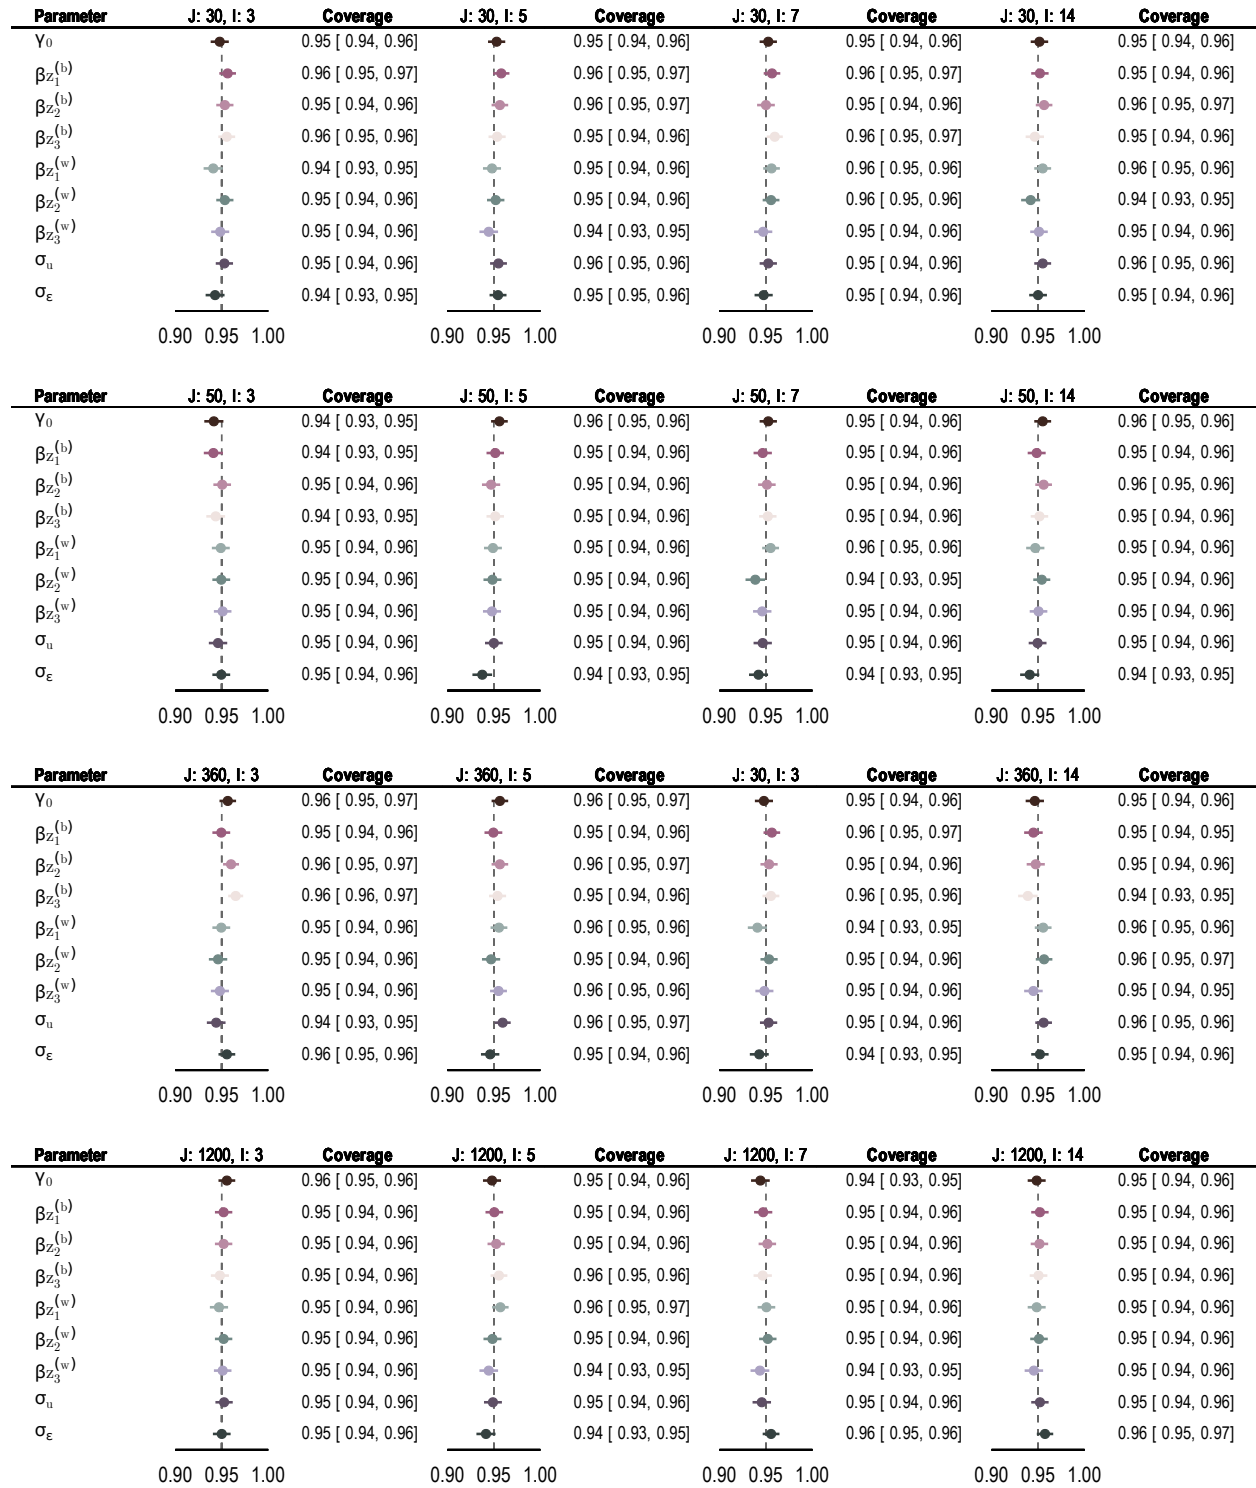 Parameter J: 30, I: 3 Coverage J: 30, I: 5 Coverage J: 30, I: 7 Coverage J: 30, I: 14 Coverage
γ₀ 0.95 [ 0.94, 0.96] 0.95 [ 0.94, 0.96] 0.95 [ 0.94, 0.96] 0.95 [ 0.94, 0.96]
βz₁⁽ᵇ⁾ 0.96 [ 0.95, 0.97] 0.96 [ 0.95, 0.97] 0.96 [ 0.95, 0.97] 0.95 [ 0.94, 0.96]
βz₂⁽ᵇ⁾ 0.95 [ 0.94, 0.96] 0.96 [ 0.95, 0.97] 0.95 [ 0.94, 0.96] 0.96 [ 0.95, 0.97]
βz₃⁽ᵇ⁾ 0.96 [ 0.95, 0.96] 0.95 [ 0.94, 0.96] 0.96 [ 0.95, 0.97] 0.95 [ 0.94, 0.96]
βz₁⁽ʷ⁾ 0.94 [ 0.93, 0.95] 0.95 [ 0.94, 0.96] 0.96 [ 0.95, 0.96] 0.96 [ 0.95, 0.96]
βz₂⁽ʷ⁾ 0.95 [ 0.94, 0.96] 0.95 [ 0.94, 0.96] 0.96 [ 0.95, 0.96] 0.94 [ 0.93, 0.95]
βz₃⁽ʷ⁾ 0.95 [ 0.94, 0.96] 0.94 [ 0.93, 0.95] 0.95 [ 0.94, 0.96] 0.95 [ 0.94, 0.96]
σᵤ 0.95 [ 0.94, 0.96] 0.96 [ 0.95, 0.96] 0.95 [ 0.94, 0.96] 0.96 [ 0.95, 0.96]
σε 0.94 [ 0.93, 0.95] 0.95 [ 0.95, 0.96] 0.95 [ 0.94, 0.96] 0.95 [ 0.94, 0.96]
0.90 0.95 1.00 0.90 0.95 1.00 0.90 0.95 1.00 0.90 0.95 1.00
Parameter J: 50, I: 3 Coverage J: 50, I: 5 Coverage J: 50, I: 7 Coverage J: 50, I: 14 Coverage
γ₀ 0.94 [ 0.93, 0.95] 0.96 [ 0.95, 0.96] 0.95 [ 0.94, 0.96] 0.96 [ 0.95, 0.96]
βz₁⁽ᵇ⁾ 0.94 [ 0.93, 0.95] 0.95 [ 0.94, 0.96] 0.95 [ 0.94, 0.96] 0.95 [ 0.94, 0.96]
βz₂⁽ᵇ⁾ 0.95 [ 0.94, 0.96] 0.95 [ 0.94, 0.96] 0.95 [ 0.94, 0.96] 0.96 [ 0.95, 0.96]
βz₃⁽ᵇ⁾ 0.94 [ 0.93, 0.95] 0.95 [ 0.94, 0.96] 0.95 [ 0.94, 0.96] 0.95 [ 0.94, 0.96]
βz₁⁽ʷ⁾ 0.95 [ 0.94, 0.96] 0.95 [ 0.94, 0.96] 0.96 [ 0.95, 0.96] 0.95 [ 0.94, 0.96]
βz₂⁽ʷ⁾ 0.95 [ 0.94, 0.96] 0.95 [ 0.94, 0.96] 0.94 [ 0.93, 0.95] 0.95 [ 0.94, 0.96]
βz₃⁽ʷ⁾ 0.95 [ 0.94, 0.96] 0.95 [ 0.94, 0.96] 0.95 [ 0.94, 0.96] 0.95 [ 0.94, 0.96]
σᵤ 0.95 [ 0.94, 0.96] 0.95 [ 0.94, 0.96] 0.95 [ 0.94, 0.96] 0.95 [ 0.94, 0.96]
σε 0.95 [ 0.94, 0.96] 0.94 [ 0.93, 0.95] 0.94 [ 0.93, 0.95] 0.94 [ 0.93, 0.95]
0.90 0.95 1.00 0.90 0.95 1.00 0.90 0.95 1.00 0.90 0.95 1.00
Parameter J: 360, I: 3 Coverage J: 360, I: 5 Coverage J: 30, I: 3 Coverage J: 360, I: 14 Coverage
γ₀ 0.96 [ 0.95, 0.97] 0.96 [ 0.95, 0.97] 0.95 [ 0.94, 0.96] 0.95 [ 0.94, 0.96]
βz₁⁽ᵇ⁾ 0.95 [ 0.94, 0.96] 0.95 [ 0.94, 0.96] 0.96 [ 0.95, 0.97] 0.95 [ 0.94, 0.95]
βz₂⁽ᵇ⁾ 0.96 [ 0.95, 0.97] 0.96 [ 0.95, 0.97] 0.95 [ 0.94, 0.96] 0.95 [ 0.94, 0.96]
βz₃⁽ᵇ⁾ 0.96 [ 0.96, 0.97] 0.95 [ 0.94, 0.96] 0.96 [ 0.95, 0.96] 0.94 [ 0.93, 0.95]
βz₁⁽ʷ⁾ 0.95 [ 0.94, 0.96] 0.96 [ 0.95, 0.96] 0.94 [ 0.93, 0.95] 0.96 [ 0.95, 0.96]
βz₂⁽ʷ⁾ 0.95 [ 0.94, 0.96] 0.95 [ 0.94, 0.96] 0.95 [ 0.94, 0.96] 0.96 [ 0.95, 0.97]
βz₃⁽ʷ⁾ 0.95 [ 0.94, 0.96] 0.96 [ 0.95, 0.96] 0.95 [ 0.94, 0.96] 0.95 [ 0.94, 0.95]
σᵤ 0.94 [ 0.93, 0.95] 0.96 [ 0.95, 0.97] 0.95 [ 0.94, 0.96] 0.96 [ 0.95, 0.96]
σε 0.96 [ 0.95, 0.96] 0.95 [ 0.94, 0.96] 0.94 [ 0.93, 0.95] 0.95 [ 0.94, 0.96]
0.90 0.95 1.00 0.90 0.95 1.00 0.90 0.95 1.00 0.90 0.95 1.00
Parameter J: 1200, I: 3 Coverage J: 1200, I: 5 Coverage J: 1200, I: 7 Coverage J: 1200, I: 14 Coverage
γ₀ 0.96 [ 0.95, 0.96] 0.95 [ 0.94, 0.96] 0.94 [ 0.93, 0.95] 0.95 [ 0.94, 0.96]
βz₁⁽ᵇ⁾ 0.95 [ 0.94, 0.96] 0.95 [ 0.94, 0.96] 0.95 [ 0.94, 0.96] 0.95 [ 0.94, 0.96]
βz₂⁽ᵇ⁾ 0.95 [ 0.94, 0.96] 0.95 [ 0.94, 0.96] 0.95 [ 0.94, 0.96] 0.95 [ 0.94, 0.96]
βz₃⁽ᵇ⁾ 0.95 [ 0.94, 0.96] 0.96 [ 0.95, 0.96] 0.95 [ 0.94, 0.96] 0.95 [ 0.94, 0.96]
βz₁⁽ʷ⁾ 0.95 [ 0.94, 0.96] 0.96 [ 0.95, 0.97] 0.95 [ 0.94, 0.96] 0.95 [ 0.94, 0.96]
βz₂⁽ʷ⁾ 0.95 [ 0.94, 0.96] 0.95 [ 0.94, 0.96] 0.95 [ 0.94, 0.96] 0.95 [ 0.94, 0.96]
βz₃⁽ʷ⁾ 0.95 [ 0.94, 0.96] 0.94 [ 0.93, 0.95] 0.94 [ 0.93, 0.95] 0.95 [ 0.94, 0.96]
σᵤ 0.95 [ 0.94, 0.96] 0.95 [ 0.94, 0.96] 0.95 [ 0.94, 0.96] 0.95 [ 0.94, 0.96]
σε 0.95 [ 0.94, 0.96] 0.94 [ 0.93, 0.95] 0.96 [ 0.95, 0.96] 0.96 [ 0.95, 0.97]
0.90 0.95 1.00 0.90 0.95 1.00 0.90 0.95 1.00 0.90 0.95 1.00